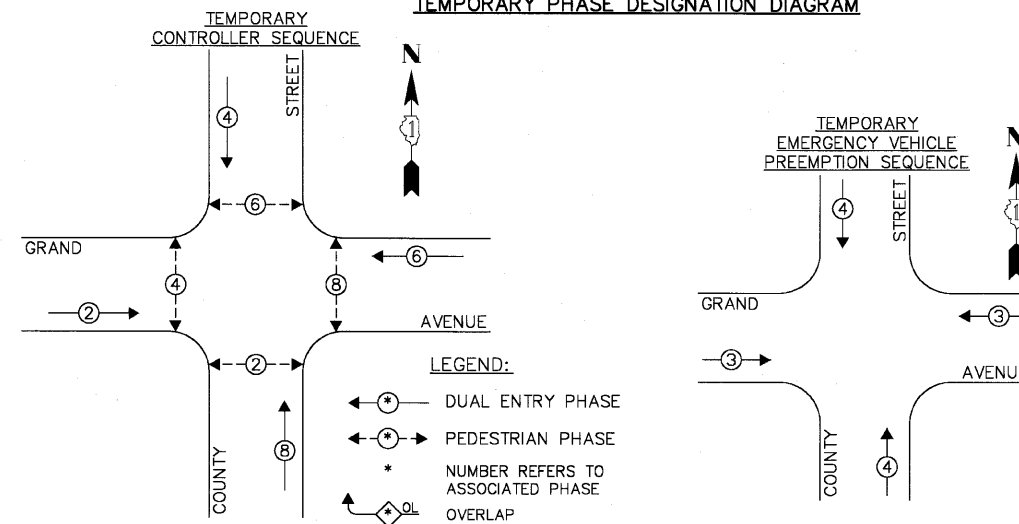 TEMPORARY PHASE DESIGNATION DIAGRAM
TEMPORARY
CONTROLLER SEQUENCE
N
1
STREET
4
6
GRAND
4
8
6
2
AVENUE
2
8
COUNTY
LEGEND:
* DUAL ENTRY PHASE
* PEDESTRIAN PHASE
* NUMBER REFERS TO
ASSOCIATED PHASE
* OL OVERLAP
TEMPORARY
EMERGENCY VEHICLE
PREEMPTION SEQUENCE
N
1
STREET
4
GRAND
3
3
AVENU
4
COUNTY